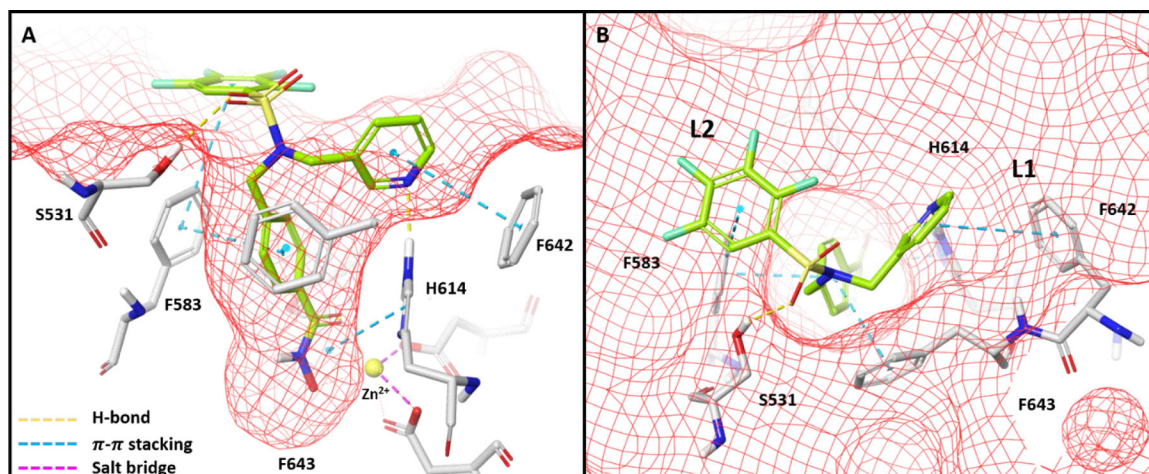 A
S531
F583
F642
H614
Zn2+
H-bond
π-π stacking
Salt bridge
F643
B
L2
H614
L1
F642
F583
S531
F643